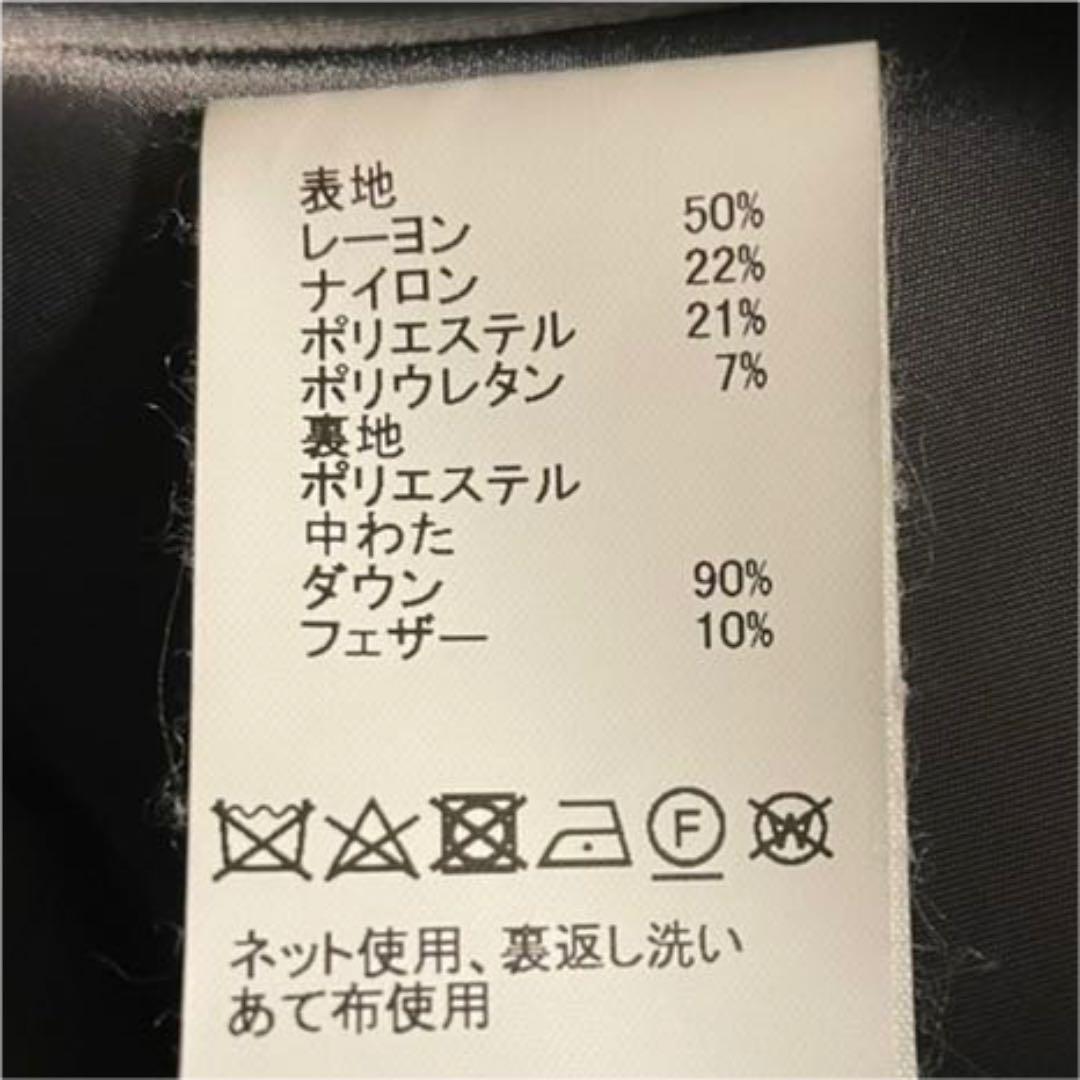 表地
レーヨン 50%
ナイロン 22%
ポリエステル 21%
ポリウレタン 7%
裏地
ポリエステル
中わた
ダウン 90%
フェザー 10%
F W
ネット使用、裏返し洗い
あて布使用